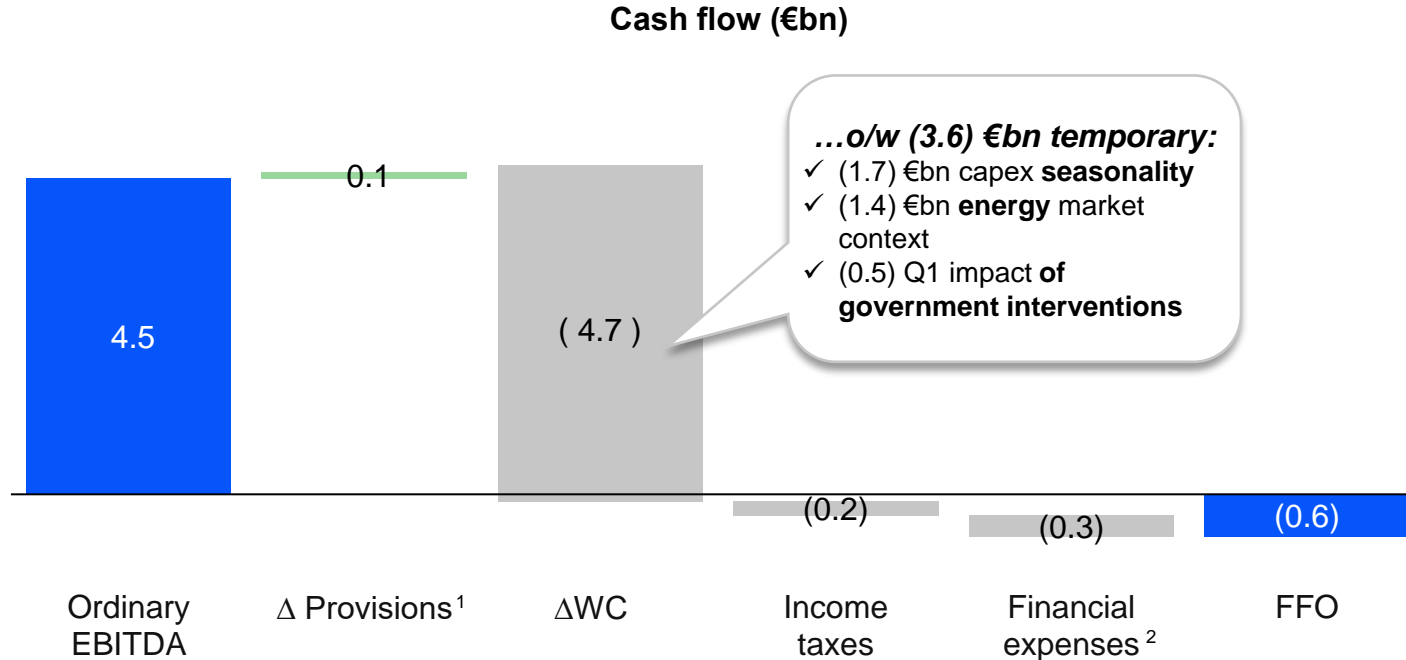 Cash flow (€bn)
…o/w (3.6) €bn temporary:
✓ (1.7) €bn capex seasonality
✓ (1.4) €bn energy market
context
✓ (0.5) Q1 impact of
government interventions
4.5
0.1
( 4.7 )
(0.2)
(0.3)
(0.6)
Ordinary
EBITDA
Δ Provisions¹
ΔWC
Income
taxes
Financial
expenses ²
FFO